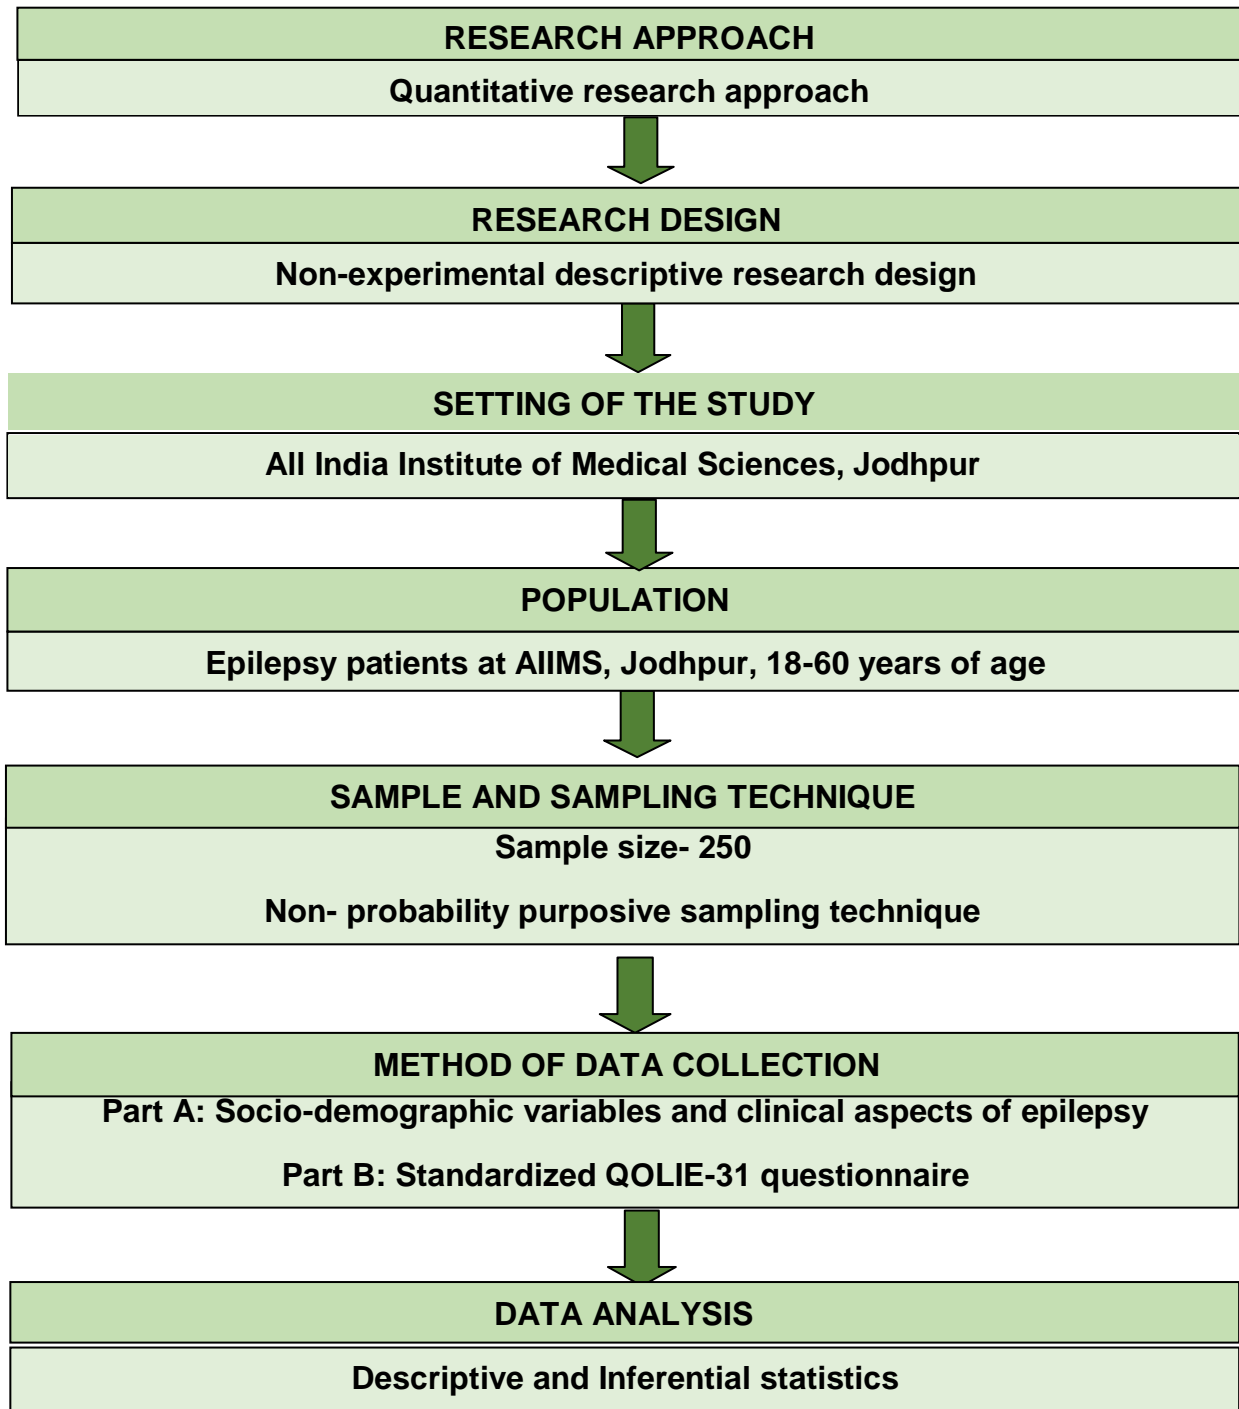 RESEARCH APPROACH
Quantitative research approach
RESEARCH DESIGN
Non-experimental descriptive research design
SETTING OF THE STUDY
All India Institute of Medical Sciences, Jodhpur
POPULATION
Epilepsy patients at AIIMS, Jodhpur, 18-60 years of age
SAMPLE AND SAMPLING TECHNIQUE
Sample size- 250
Non- probability purposive sampling technique
METHOD OF DATA COLLECTION
Part A: Socio-demographic variables and clinical aspects of epilepsy
Part B: Standardized QOLIE-31 questionnaire
DATA ANALYSIS
Descriptive and Inferential statistics